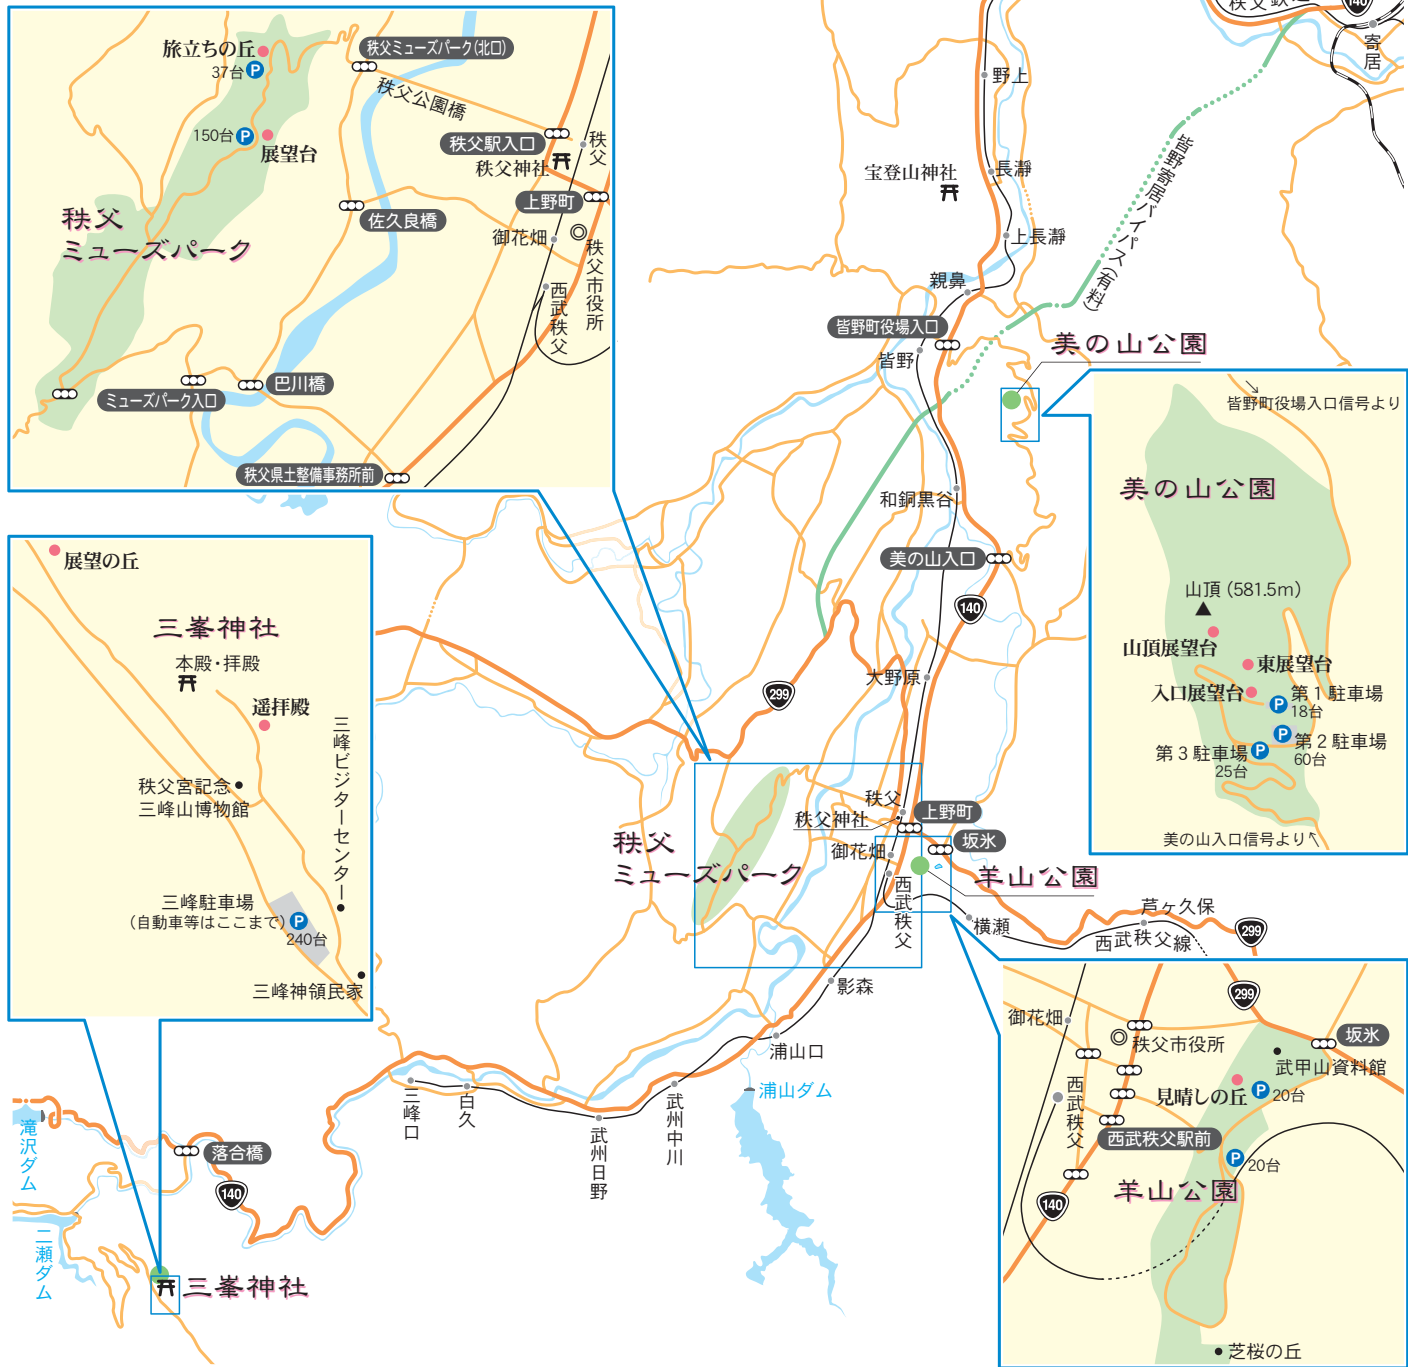 旅立ちの丘
37台
P
150台
P
展望台
秩父
ミューズパーク
秩父ミューズパーク(北口)
秩父公園橋
秩父駅入口
秩父神社
秩父
上野町
佐久良橋
御花畑
秩父市役所
西武秩父
巴川橋
ミューズパーク入口
秩父県土整備事務所前
140
秩父鉄道
寄居
野上
長瀞
宝登山神社
上長瀞
親鼻
皆野寄居バイパス(有料)
皆野町役場入口
皆野
美の山公園
和銅黒谷
美の山入口
140
大野原
299
秩父
秩父神社
上野町
坂氷
御花畑
秩父
ミューズパーク
羊山公園
西武秩父
横瀬
芦ヶ久保
西武秩父線
299
影森
浦山口
浦山ダム
武州中川
武州日野
白久
三峰口
落合橋
140
滝沢ダム
二瀬ダム
三峯神社
展望の丘
三峯神社
本殿・拝殿
遥拝殿
三峰ビジターセンター
秩父宮記念
三峰山博物館
三峰駐車場
(自動車等はここまで)
P
240台
三峰神領民家
↘
皆野町役場入口信号より
美の山公園
山頂 (581.5m)
山頂展望台
東展望台
入口展望台
P
第1駐車場
18台
P
第2駐車場
60台
第3駐車場
P
25台
美の山入口信号より↖
御花畑
299
坂氷
秩父市役所
武甲山資料館
西武秩父
見晴しの丘
P
20台
西武秩父駅前
P
20台
羊山公園
140
芝桜の丘